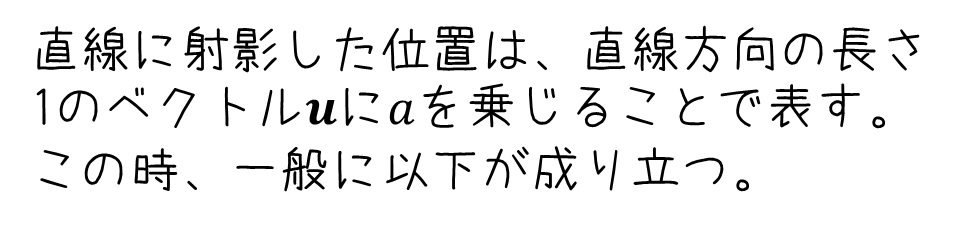 直線に射影した位置は、直線方向の長さ
1のベクトルuにaを乗じることで表す。
この時、一般に以下が成り立つ。